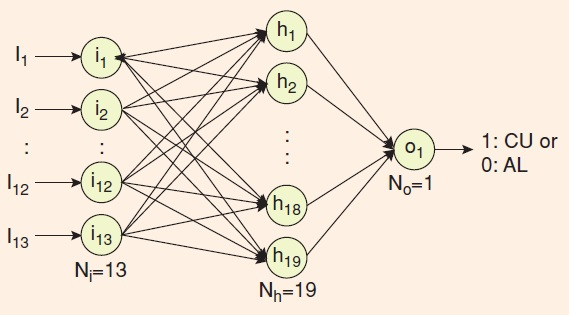 I1
I2
:
I12
I13
i1
i2
:
i12
i13
Ni=13
h1
h2
:
:
h18
h19
Nh=19
o1
No=1
1: CU or
0: AL